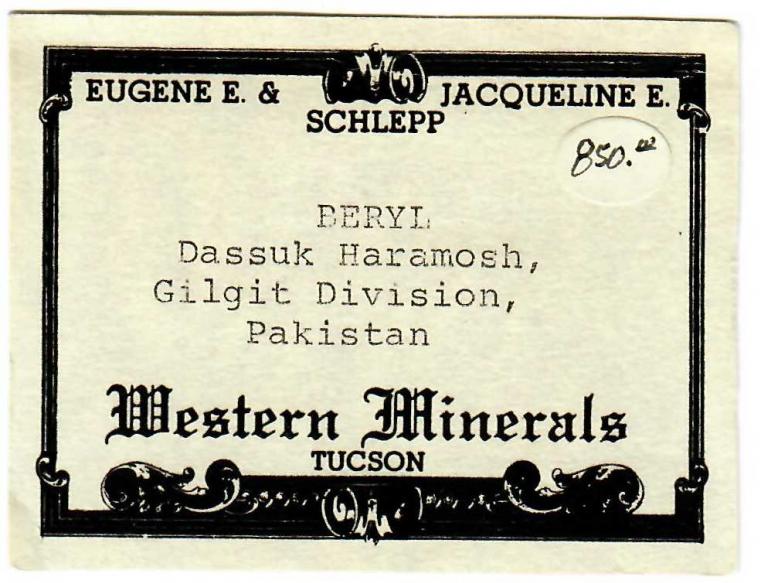 EUGENE E. & JACQUELINE E.
SCHLEPP
850.00
BERYL
Dassuk Haramosh,
Gilgit Division,
Pakistan
Western Minerals
TUCSON